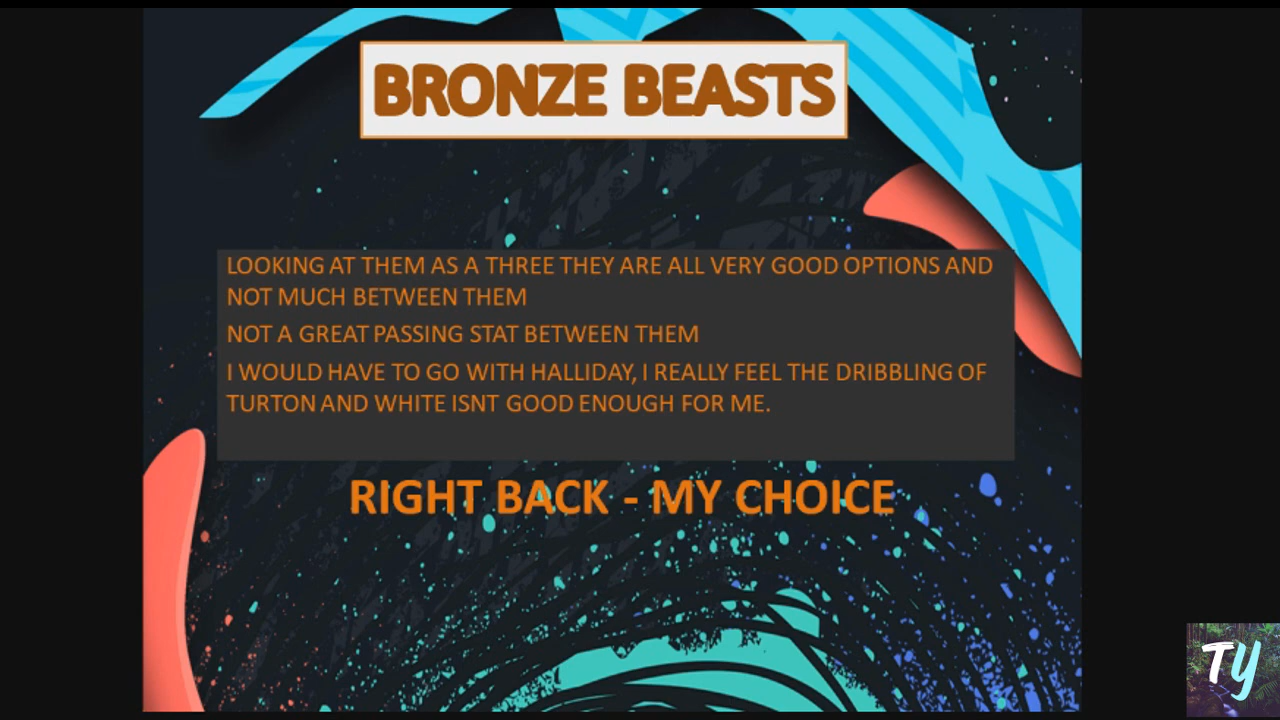 BRONZE BEASTS
LOOKING AT THEM AS A THREE THEY ARE ALL VERY GOOD OPTIONS AND
NOT MUCH BETWEEN THEM
NOT A GREAT PASSING STAT BETWEEN THEM
I WOULD HAVE TO GO WITH HALLIDAY, I REALLY FEEL THE DRIBBLING OF
TURTON AND WHITE ISNT GOOD ENOUGH FOR ME.
RIGHT BACK - MY CHOICE
TY